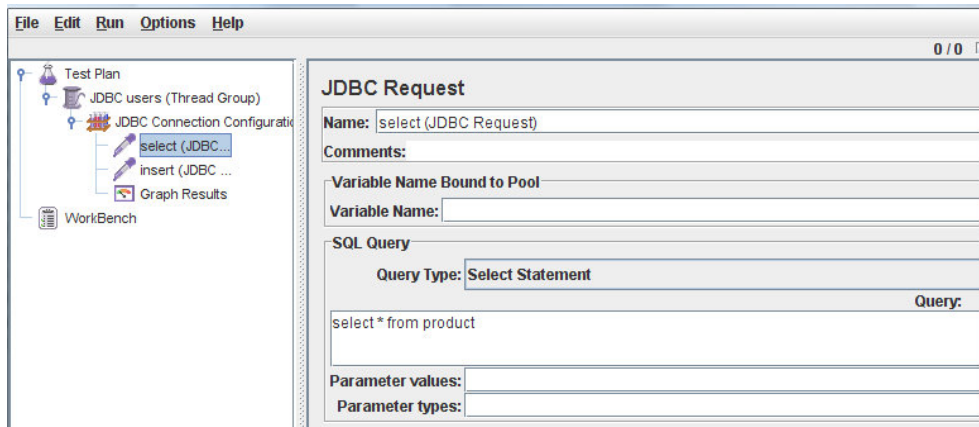 File Edit Run Options Help
0 / 0
Test Plan
JDBC users (Thread Group)
JDBC Connection Configuratio
select (JDBC...
insert (JDBC ...
Graph Results
WorkBench
JDBC Request
Name: select (JDBC Request)
Comments:
Variable Name Bound to Pool
Variable Name:
SQL Query
Query Type: Select Statement
Query:
select * from product
Parameter values:
Parameter types: